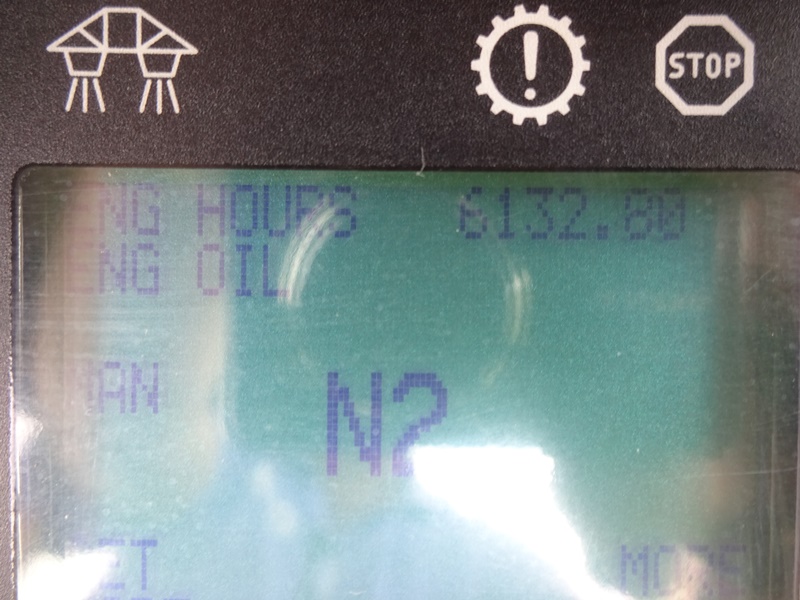 STOP
NG HOURS 6132.80
NG OIL
AN
N2
ET MODE